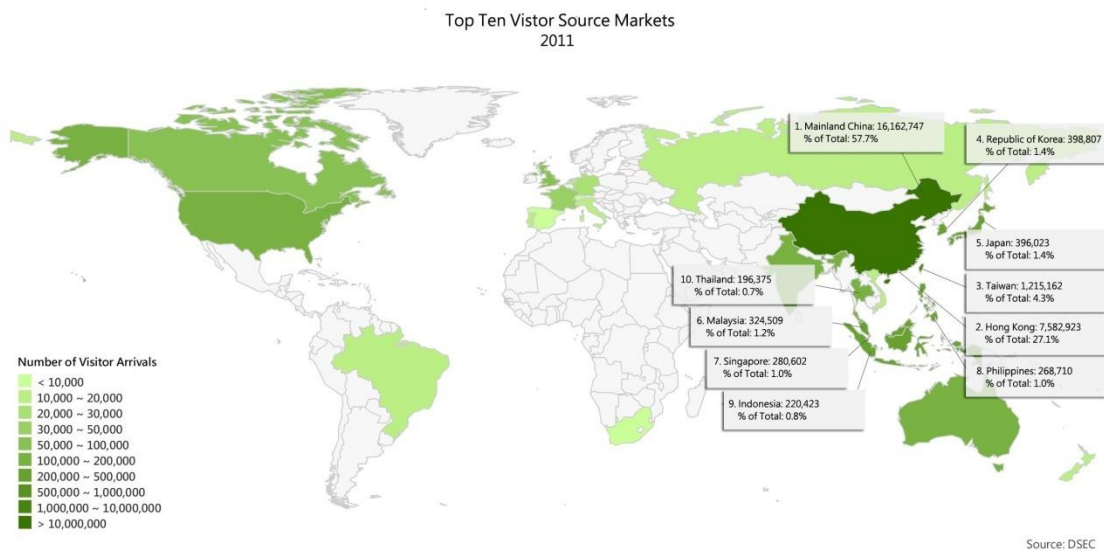 Top Ten Vistor Source Markets
2011
1. Mainland China: 16,162,747
% of Total: 57.7%
4. Republic of Korea: 398,807
% of Total: 1.4%
5. Japan: 396,023
% of Total: 1.4%
10. Thailand: 196,375
% of Total: 0.7%
3. Taiwan: 1,215,162
% of Total: 4.3%
6. Malaysia: 324,509
% of Total: 1.2%
2. Hong Kong: 7,582,923
% of Total: 27.1%
7. Singapore: 280,602
% of Total: 1.0%
8. Philippines: 268,710
% of Total: 1.0%
9. Indonesia: 220,423
% of Total: 0.8%
Number of Visitor Arrivals
< 10,000
10,000 ~ 20,000
20,000 ~ 30,000
30,000 ~ 50,000
50,000 ~ 100,000
100,000 ~ 200,000
200,000 ~ 500,000
500,000 ~ 1,000,000
1,000,000 ~ 10,000,000
> 10,000,000
Source: DSEC